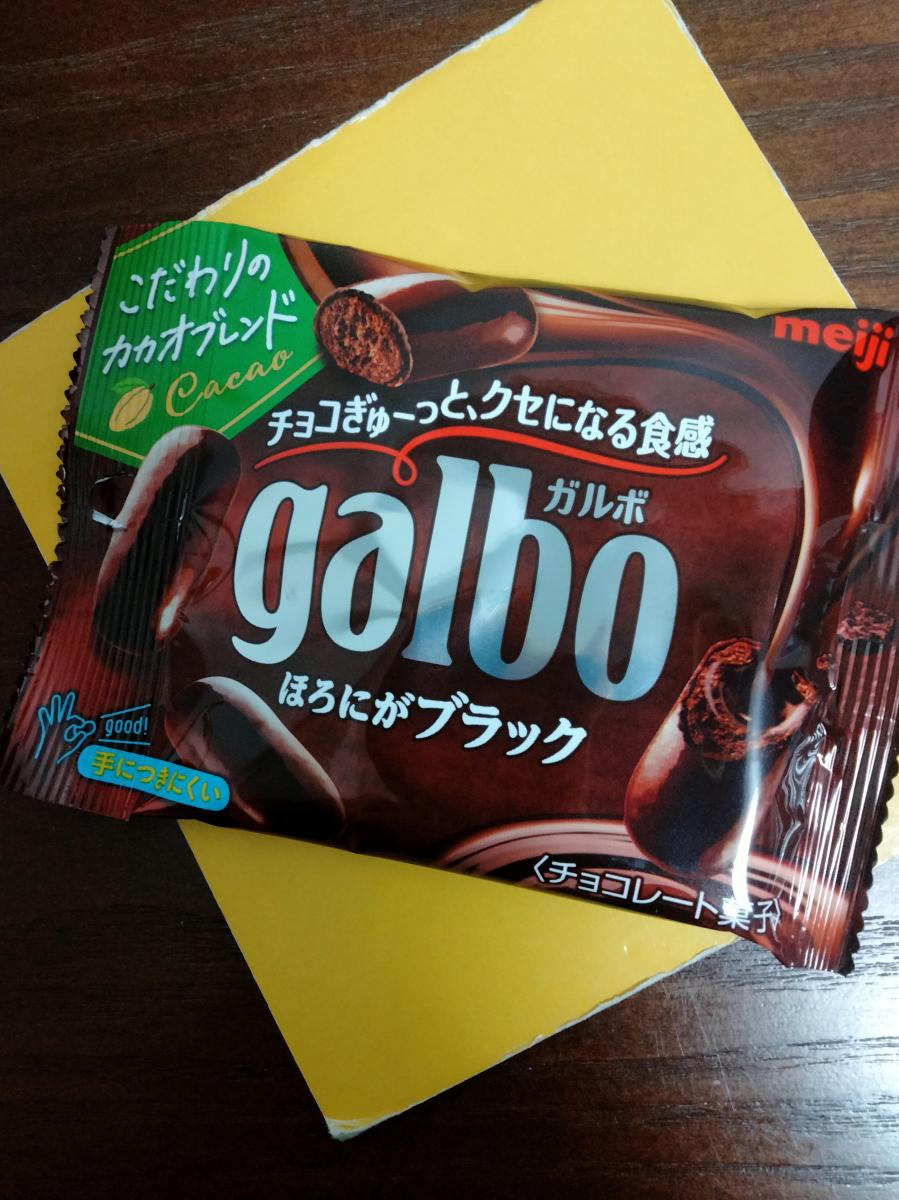 こだわりの
カカオブレンド
Cacao
meiji
チョコぎゅーっと、クセになる食感
ガルボ
galbo
ほろにがブラック
good!
手につきにくい
〈チョコレート菓子〉